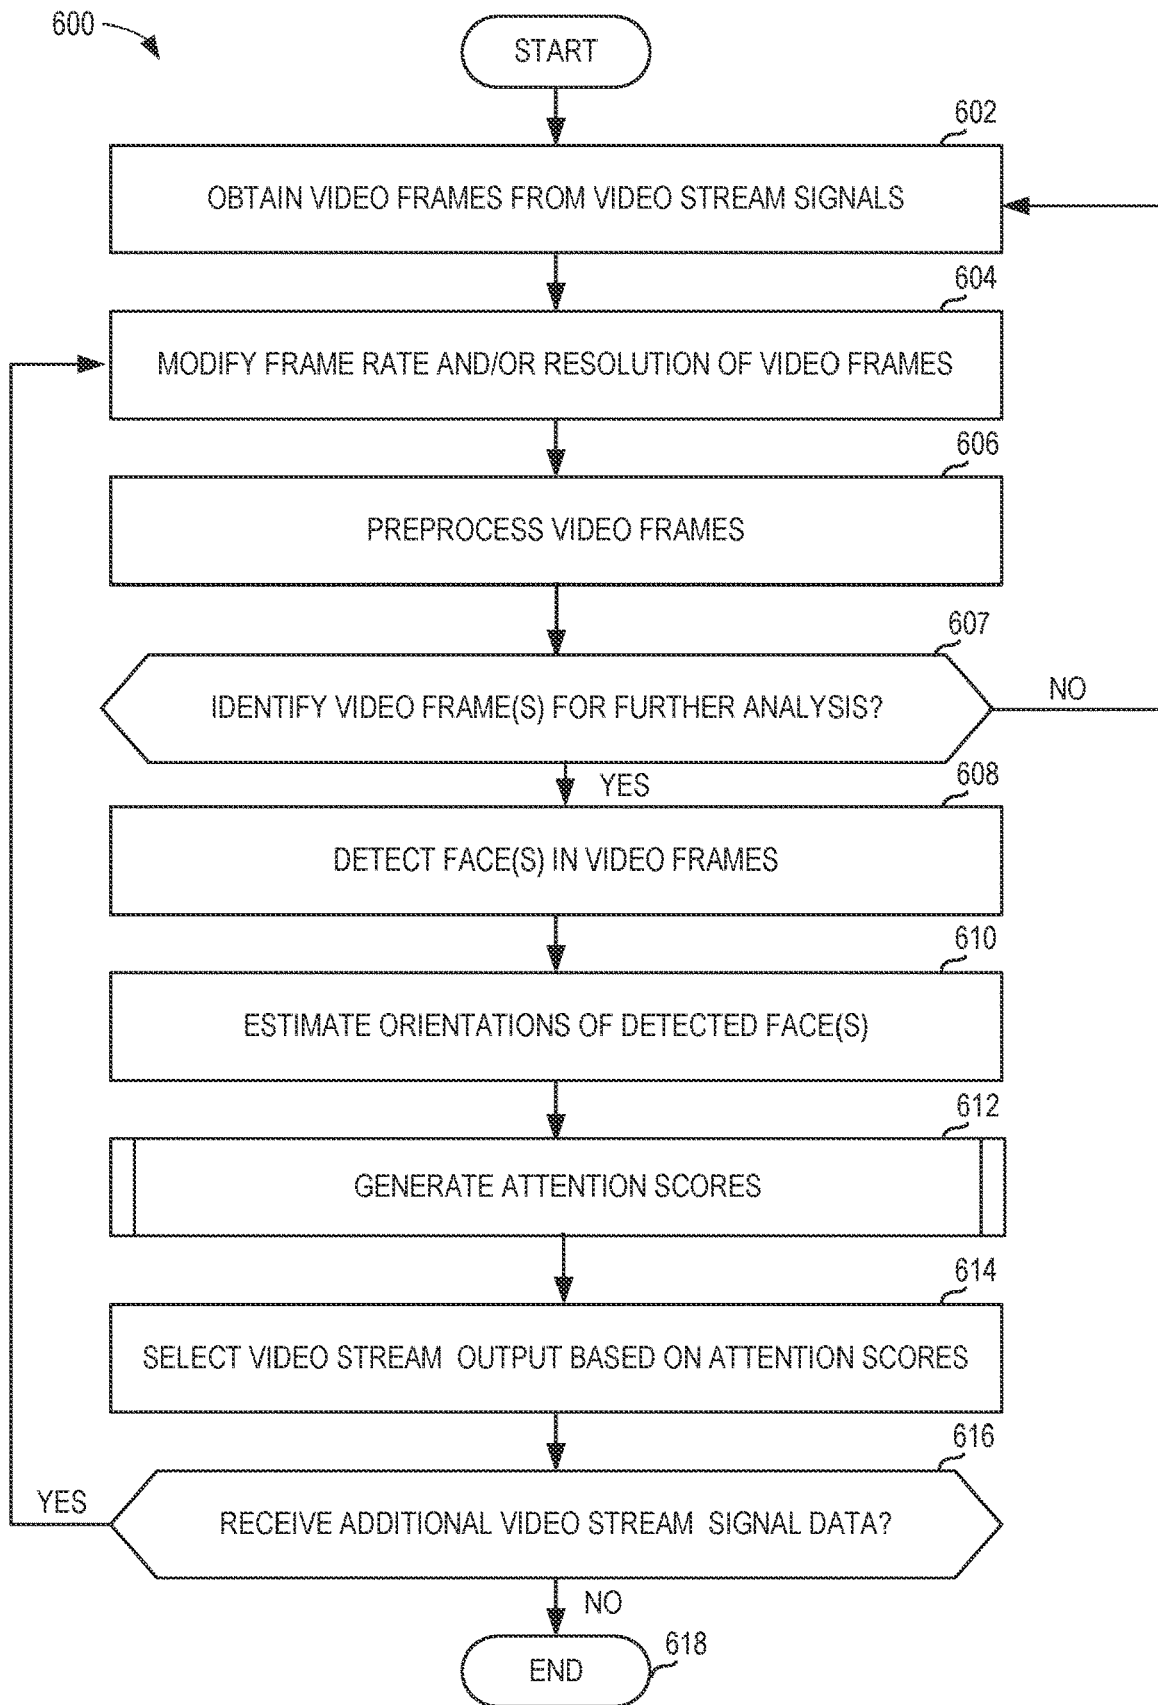 600
START
602
OBTAIN VIDEO FRAMES FROM VIDEO STREAM SIGNALS
604
MODIFY FRAME RATE AND/OR RESOLUTION OF VIDEO FRAMES
606
PREPROCESS VIDEO FRAMES
607
IDENTIFY VIDEO FRAME(S) FOR FURTHER ANALYSIS?
NO
YES
608
DETECT FACE(S) IN VIDEO FRAMES
610
ESTIMATE ORIENTATIONS OF DETECTED FACE(S)
612
GENERATE ATTENTION SCORES
614
SELECT VIDEO STREAM OUTPUT BASED ON ATTENTION SCORES
616
YES
RECEIVE ADDITIONAL VIDEO STREAM SIGNAL DATA?
NO
END
618